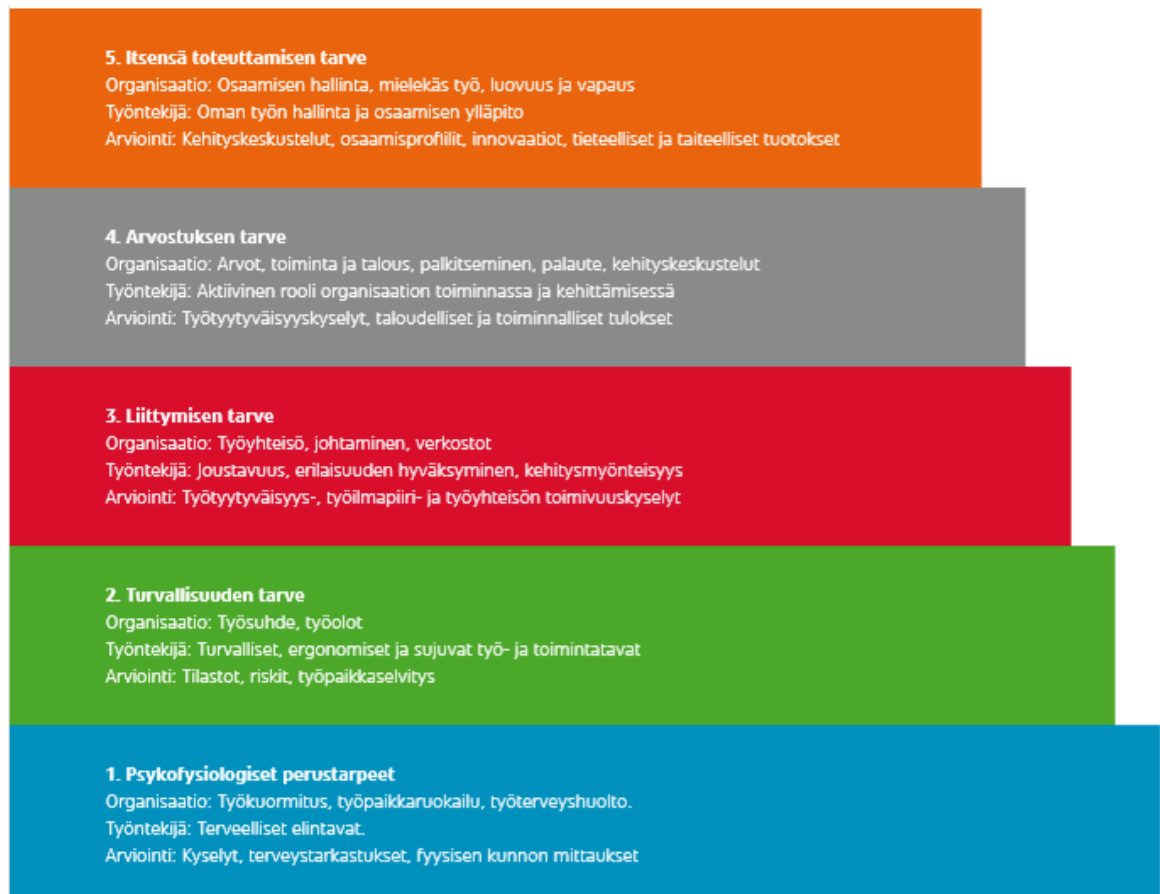 5. Itsensä toteuttamisen tarve
Organisaatio: Osaamisen hallinta, mielekäs työ, luovuus ja vapaus
Työntekijä: Oman työn hallinta ja osaamisen ylläpito
Arviointi: Kehityskeskustelut, osaamisprofiilit, innovaatiot, tieteelliset ja taiteelliset tuotokset
4. Arvostuksen tarve
Organisaatio: Arvot, toiminta ja talous, palkitseminen, palaute, kehityskeskustelut
Työntekijä: Aktiivinen rooli organisaation toiminnassa ja kehittämisessä
Arviointi: Työtyytyväisyyskyselyt, taloudelliset ja toiminnalliset tulokset
3. Liittymisen tarve
Organisaatio: Työyhteisö, johtaminen, verkostot
Työntekijä: Joustavuus, erilaisuuden hyväksyminen, kehitysmyönteisyys
Arviointi: Työtyytyväisyys-, työilmapiiri- ja työyhteisön toimivuuskyselyt
2. Turvallisuuden tarve
Organisaatio: Työsuhde, työolot
Työntekijä: Turvalliset, ergonomiset ja sujuvat työ- ja toimintatavat
Arviointi: Tilastot, riskit, työpaikkaselvitys
1. Psykofysiologiset perustarpeet
Organisaatio: Työkuormitus, työpaikkaruokailu, työterveyshuolto.
Työntekijä: Terveelliset elintavat.
Arviointi: Kyselyt, terveystarkastukset, fyysisen kunnon mittaukset